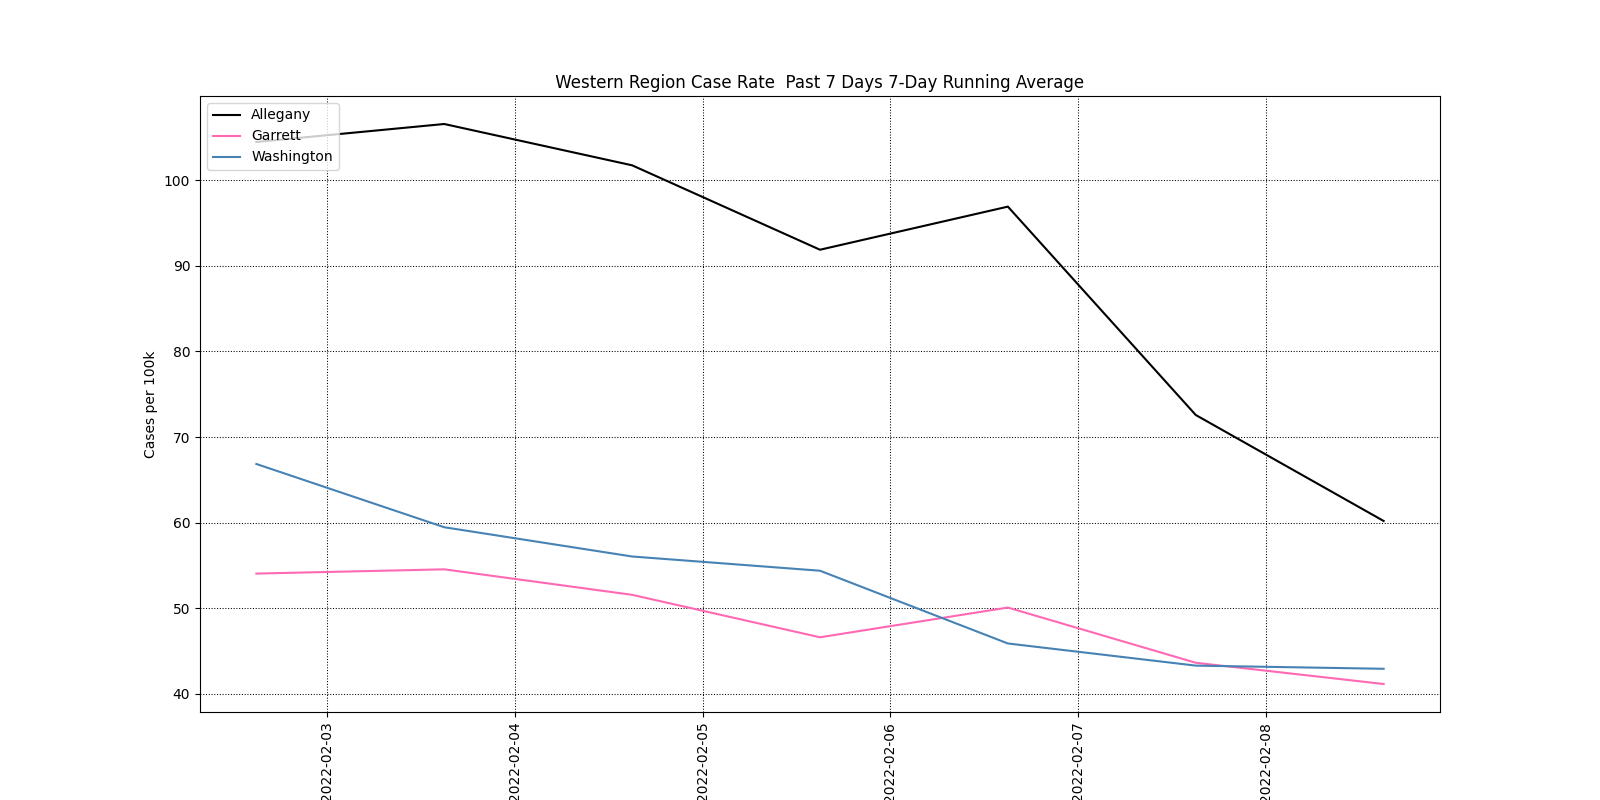 Western Region Case Rate  Past 7 Days 7-Day Running Average
Allegany
Garrett
Washington
Cases per 100k
100
90
80
70
60
50
40
2022-02-03
2022-02-04
2022-02-05
2022-02-06
2022-02-07
2022-02-08